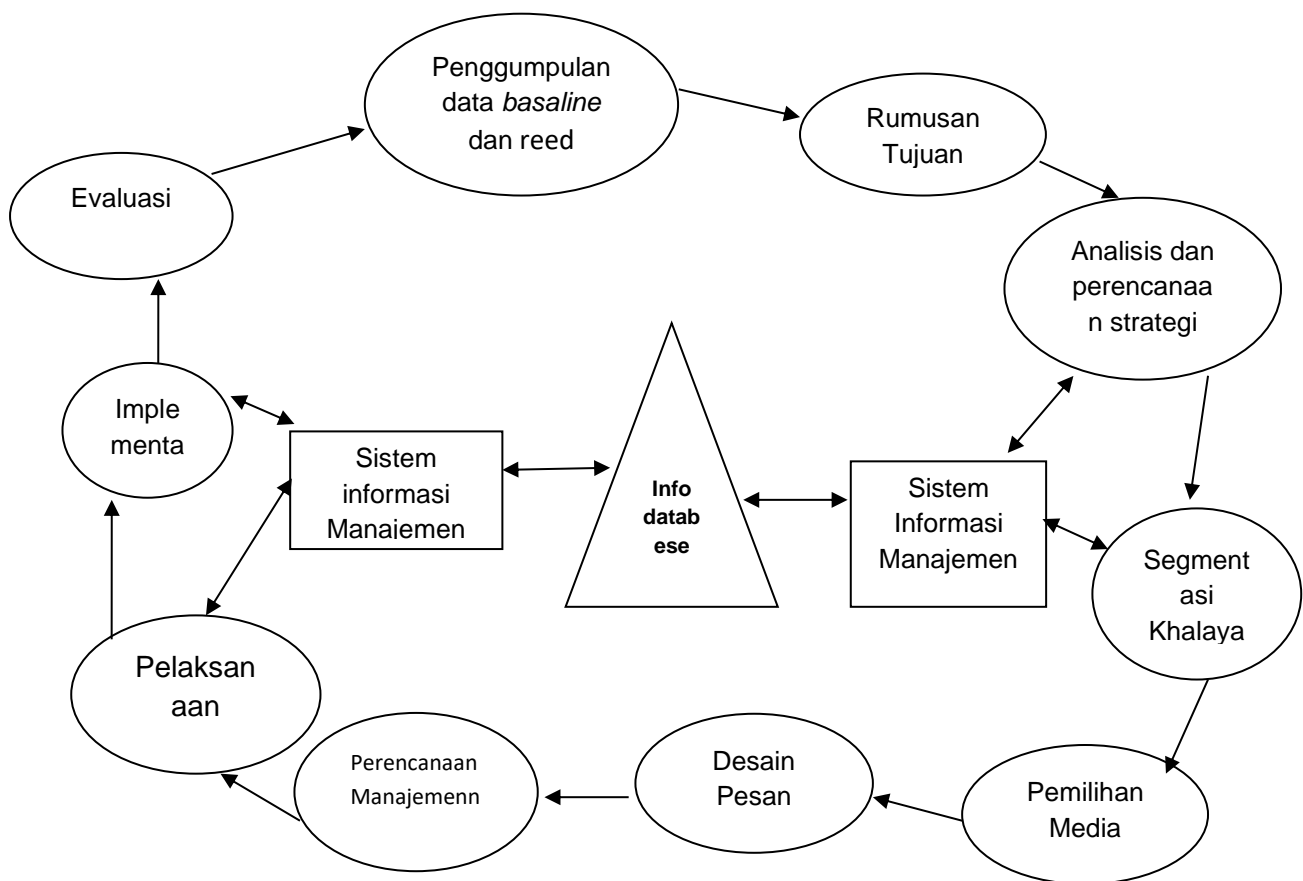 Penggumpulan
data basaline
dan reed
Rumusan
Tujuan
Evaluasi
Analisis dan
perencanaa
n strategi
Imple
menta
Sistem
informasi
Manajemen
Info
datab
ese
Sistem
Informasi
Manajemen
Segment
asi
Khalaya
Pelaksan
aan
Perencanaan
Manajemenn
Desain
Pesan
Pemilihan
Media